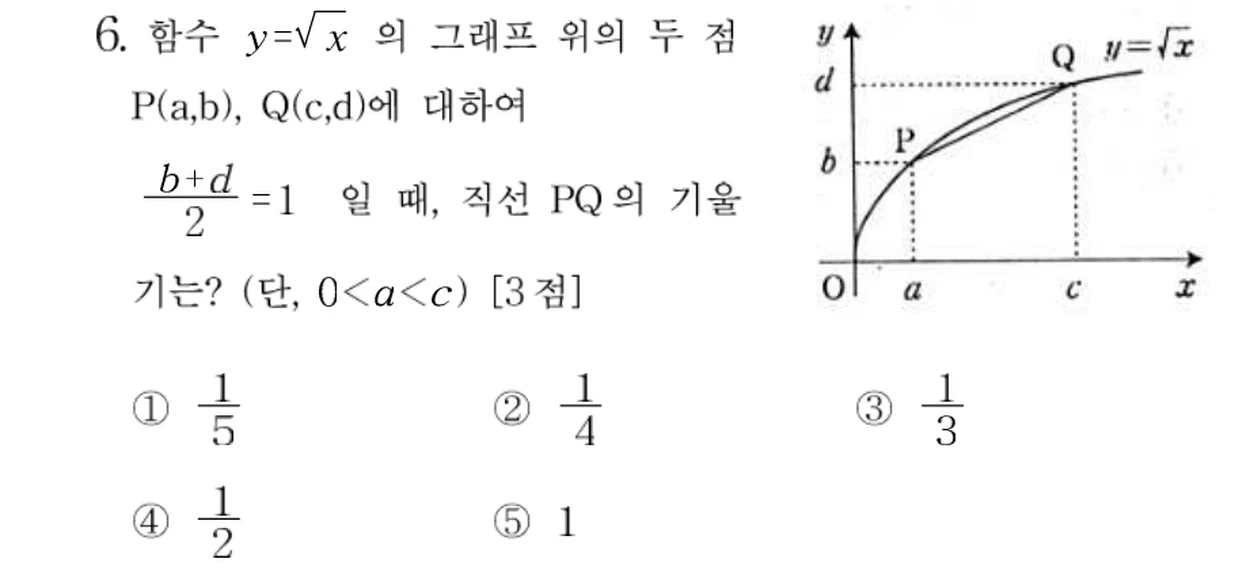 6. 함수 y=√x 의 그래프 위의 두 점
P(a,b), Q(c,d)에 대하여
(b+d)/2 =1 일 때, 직선 PQ의 기울
기는? (단, 0<a<c) [3점]
① 1/5 ② 1/4 ③ 1/3
④ 1/2 ⑤ 1
y
Q y=√x
d
P
b
O a c x